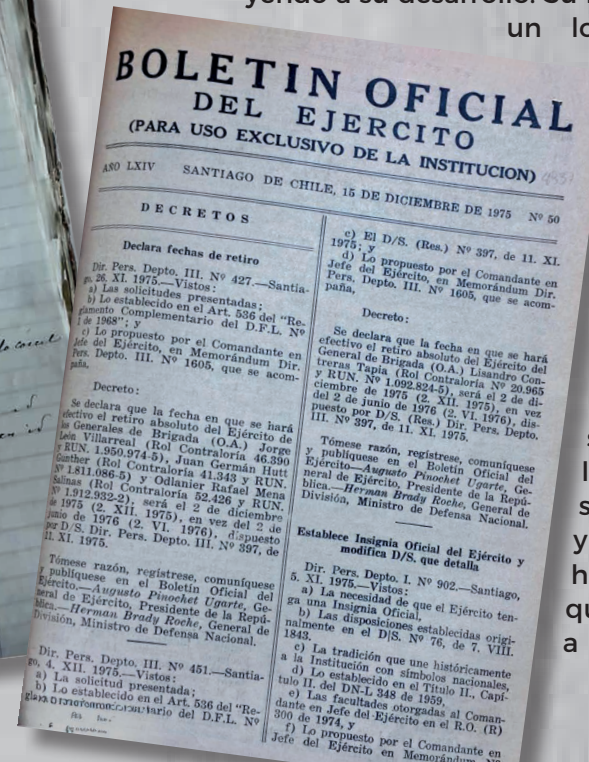 yendo a su desarrollo.
un
BOLETIN OFICIAL
DEL EJERCITO
(PARA USO EXCLUSIVO DE LA INSTITUCION)
AÑO LXIV SANTIAGO DE CHILE, 15 DE DICIEMBRE DE 1975 Nº 50
DECRETOS
Declara fechas de retiro
Dir. Pers. Depto. III. Nº 427.—Santia-
go, 26. XI. 1975.—Vistos:
a) Las solicitudes presentadas;
b) Lo establecido en el Art. 536 del "Re-
glamento Complementario del D.F.L. Nº
1 de 1968"; y
c) Lo propuesto por el Comandante en
Jefe del Ejército, en Memorándum Dir.
Pers. Depto. III. Nº 1605, que se acom-
paña,
Decreto:
Se declara que la fecha en que se hará
efectivo el retiro absoluto del Ejército de
los Generales de Brigada (O.A.) Jorge
León Villarreal (Rol Contraloría 46.390
y RUN. 1.950.974-5), Juan Germán Hutt
Gunther (Rol Contraloría 41.343 y RUN.
Nº 1.811.086-5) y Odlanier Rafael Mena
Salinas (Rol Contraloría 52.426 y RUN.
Nº 1.912.932-2), será el 2 de diciembre
de 1975 (2. XII. 1975), en vez del 2 de
junio de 1976 (2. VI. 1976), dispuesto
por D/S. Dir. Pers. Depto. III. Nº 397, de
11. XI. 1975.
Tómese razón, regístrese, comuníquese
y publíquese en el Boletín Oficial del
Ejército.—Augusto Pinochet Ugarte, Ge-
neral de Ejército, Presidente de la Repú-
blica.—Herman Brady Roche, General de
División, Ministro de Defensa Nacional.
Dir. Pers. Depto. III. Nº 451.—Santia-
go, 4. XII. 1975.—Vistos:
a) La solicitud presentada;
b) Lo establecido en el Art. 536 del "Re-
del D.F.L. Nº
c) El D/S. (Res.) Nº 397, de 11. XI.
1975; y
d) Lo propuesto por el Comandante en
Jefe del Ejército, en Memorándum Dir.
Pers. Depto. III. Nº 1605, que se acom-
paña,
Decreto:
Se declara que la fecha en que se hará
efectivo el retiro absoluto del Ejército del
General de Brigada (O.A.) Lisandro Con-
treras Tapia (Rol Contraloría Nº 20.965
y RUN. Nº 1.092.824-5), será el 2 de di-
ciembre de 1975 (2. XII. 1975), en vez
del 2 de junio de 1976 (2. VI. 1976), dis-
puesto por D/S. (Res.) Dir. Pers. Depto.
III. Nº 397, de 11. XI. 1975.
Tómese razón, regístrese, comuníquese
y publíquese en el Boletín Oficial del
Ejército—Augusto Pinochet Ugarte, Ge-
neral de Ejército, Presidente de la Repú-
blica.—Herman Brady Roche, General de
División, Ministro de Defensa Nacional.
Establece Insignia Oficial del Ejército y
modifica D/S. que detalla
Dir. Pers. Depto. I. Nº 902.—Santiago,
5. XI. 1975.—Vistos:
a) La necesidad de que el Ejército ten-
ga una Insignia Oficial,
b) Las disposiciones establecidas origi-
nalmente en el D|S. Nº 76, de 7. VIII.
1843.
c) La tradición que une históricamente
a la Institución con símbolos nacionales,
d) Lo establecido en el Título II., Capí-
tulo II. del DN-L 348 de 1959,
e) Las facultades otorgadas al Coman-
dante en Jefe del Ejército en el R.O. (R)
300 de 1974, y
f) Lo propuesto por el Comandante en
Jefe del Ejército en Memorándum
y
a